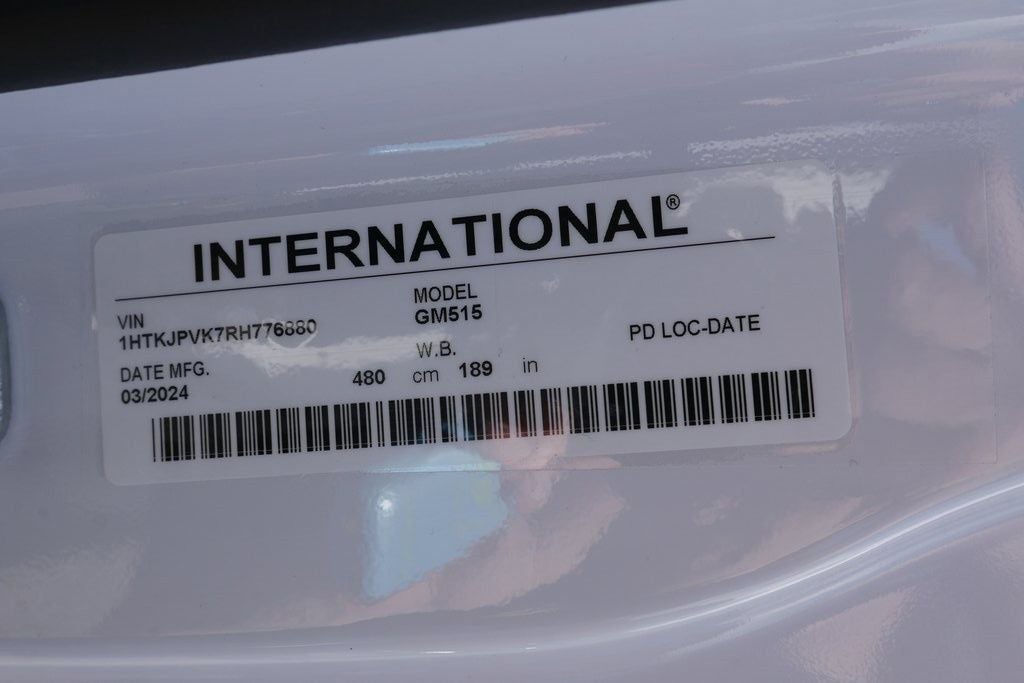 INTERNATIONAL®
VIN
1HTKJPVK7RH776880
MODEL
GM515
PD LOC-DATE
DATE MFG.
03/2024
W.B.
480 cm 189 in